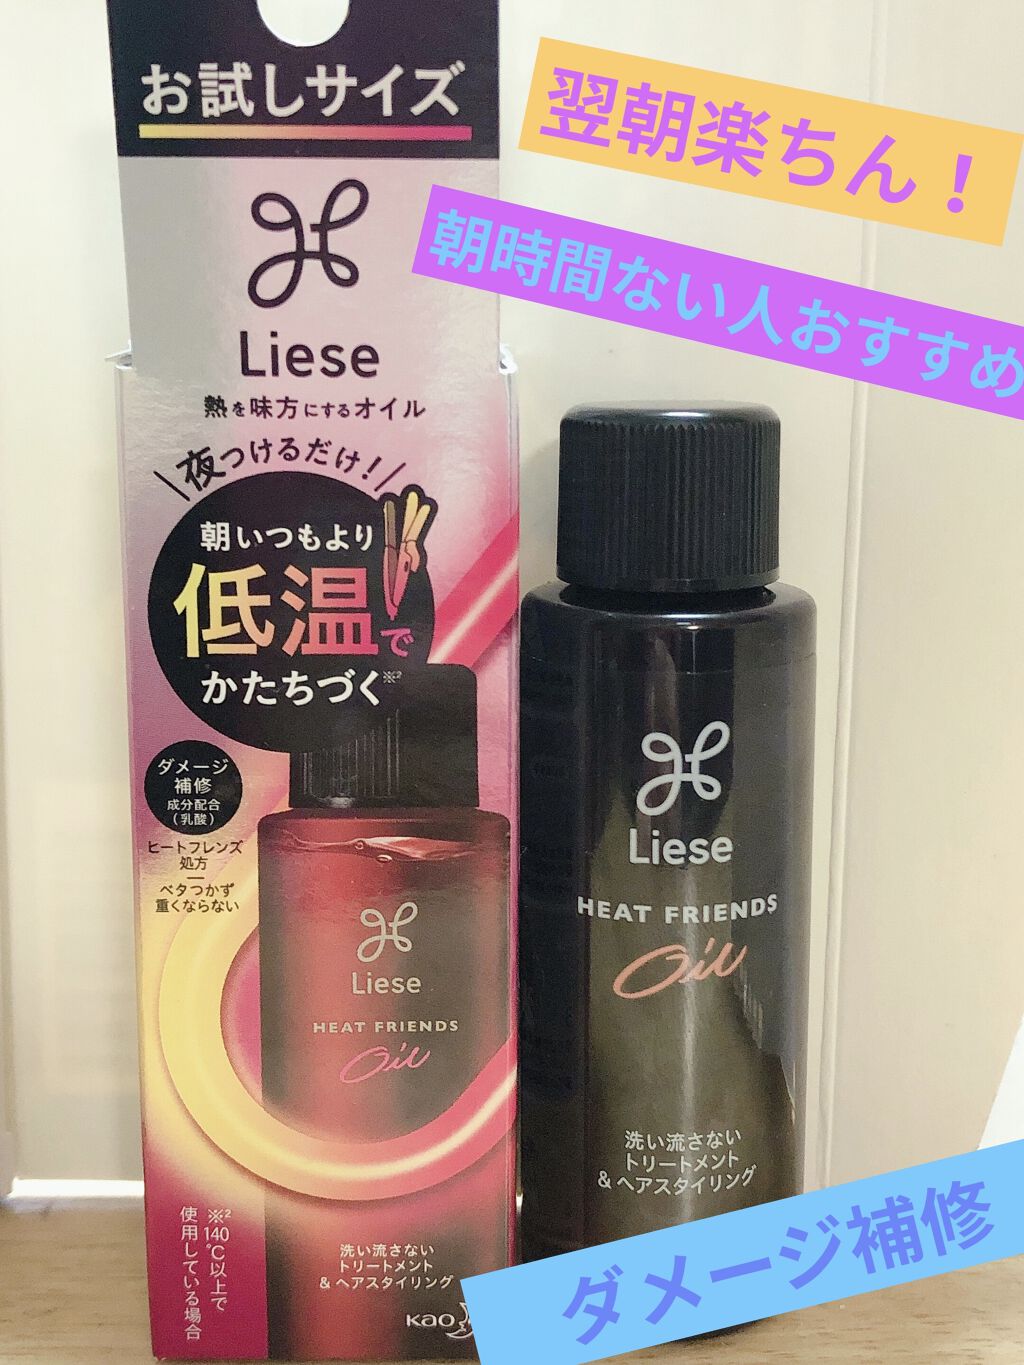 お試しサイズ
翌朝楽ちん！
朝時間ない人おすすめ
Liese
熱を味方にするオイル
夜つけるだけ！
朝いつもより
低温で
かたちづく※2
ダメージ
補修
成分配合
（乳酸）
ヒートフレンズ
処方
ベタつかず
重くならない
Liese
HEAT FRIENDS
Oil
洗い流さない
トリートメント
＆ヘアスタイリング
※2
140
℃以上で
使用している場合
Kao
Liese
HEAT FRIENDS
Oil
洗い流さない
トリートメント
＆ヘアスタイリング
ダメージ補修